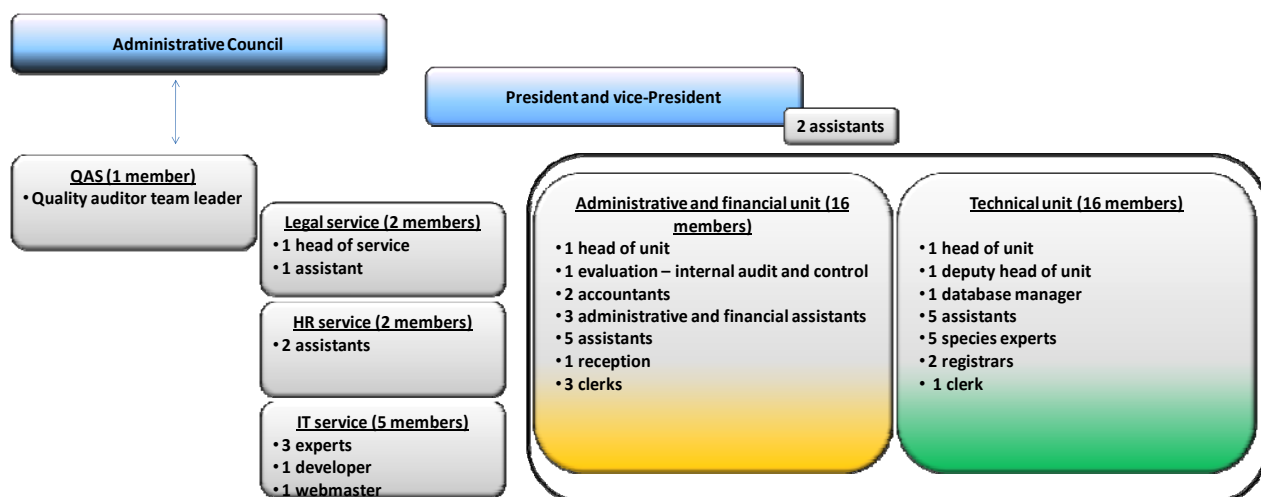 Administrative Council
President and vice-President
2 assistants
QAS (1 member)
• Quality auditor team leader
Legal service (2 members)
• 1 head of service
• 1 assistant
HR service (2 members)
• 2 assistants
IT service (5 members)
• 3 experts
• 1 developer
• 1 webmaster
Administrative and financial unit (16
members)
• 1 head of unit
• 1 evaluation – internal audit and control
• 2 accountants
• 3 administrative and financial assistants
• 5 assistants
• 1 reception
• 3 clerks
Technical unit (16 members)
• 1 head of unit
• 1 deputy head of unit
• 1 database manager
• 5 assistants
• 5 species experts
• 2 registrars
• 1 clerk